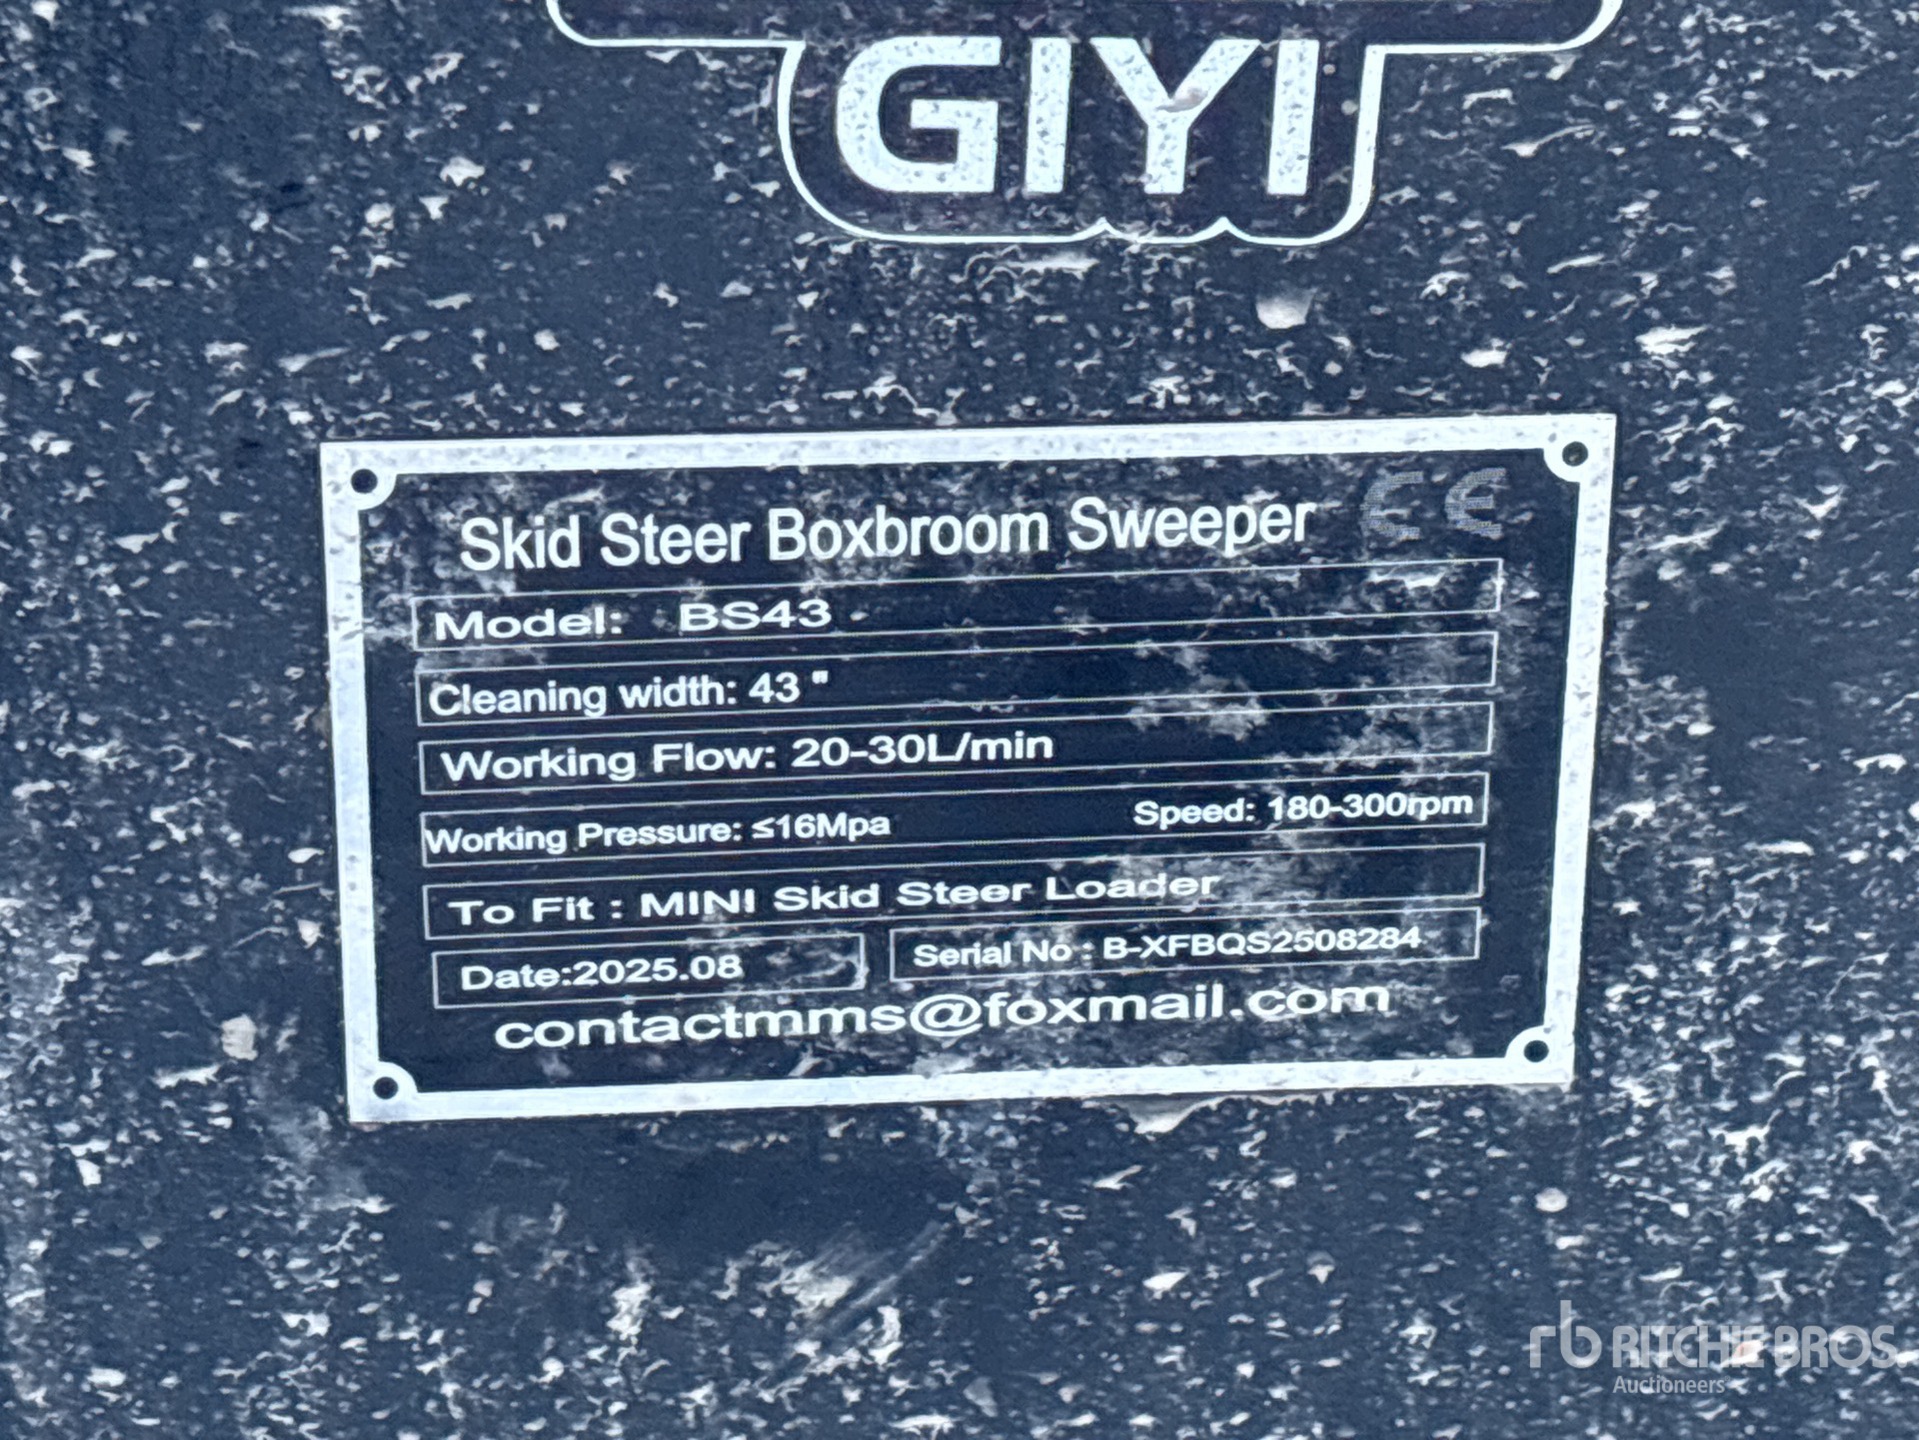 GIYI
Skid Steer Boxbroom Sweeper CE
Model: BS43
Cleaning width: 43 "
Working Flow: 20-30L/min
Working Pressure: ≤16Mpa Speed: 180-300rpm
To Fit : MINI Skid Steer Loader
Date:2025.08 Serial No : B-XFBQS2508284
contactmms@foxmail.com
rb RITCHIE BROS.
Auctioneers